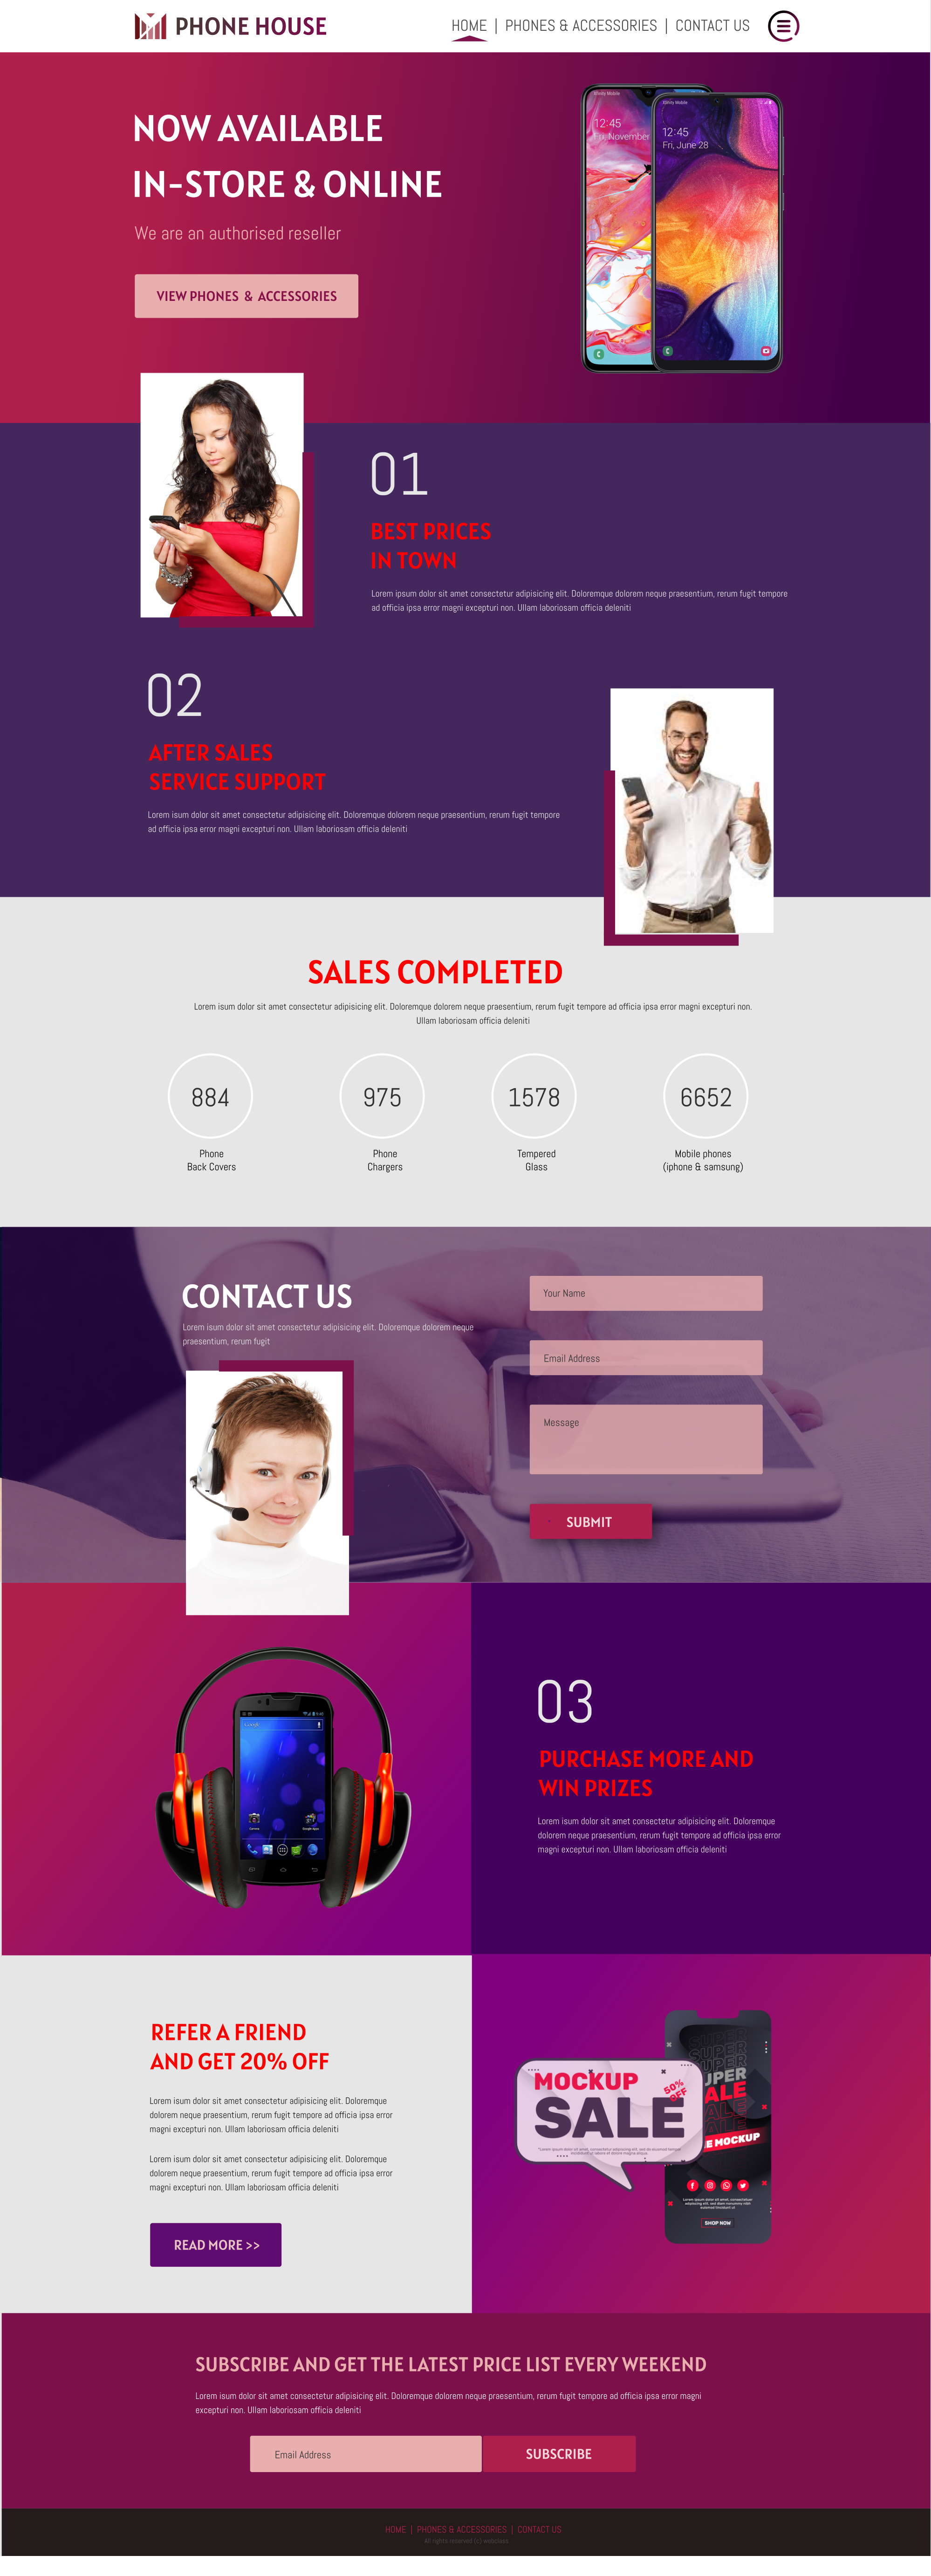 PHONE HOUSE
HOME | PHONES & ACCESSORIES | CONTACT US
NOW AVAILABLE
IN-STORE & ONLINE
We are an authorised reseller
VIEW PHONES & ACCESSORIES
Xfinity Mobile
12:45
Fri, November
Xfinity Mobile
12:45
Fri, June 28
01
BEST PRICES
IN TOWN
Lorem ipsum dolor sit amet consectetur adipisicing elit. Doloremque dolorem neque praesentium, rerum fugit tempore
ad officia ipsa error magni excepturi non. Ullam laboriosam officia deleniti
02
AFTER SALES
SERVICE SUPPORT
Lorem isum dolor sit amet consectetur adipisicing elit. Doloremque dolorem neque praesentium, rerum fugit tempore
ad officia ipsa error magni excepturi non. Ullam laboriosam officia deleniti
SALES COMPLETED
Lorem isum dolor sit amet consectetur adipisicing elit. Doloremque dolorem neque praesentium, rerum fugit tempore ad officia ipsa error magni excepturi non.
Ullam laboriosam officia deleniti
884
975
1578
6652
Phone
Back Covers
Phone
Chargers
Tempered
Glass
Mobile phones
(iphone & samsung)
CONTACT US
Lorem isum dolor sit amet consectetur adipisicing elit. Doloremque dolorem neque
praesentium, rerum fugit
Your Name
Email Address
Message
SUBMIT
Google
03
PURCHASE MORE AND
WIN PRIZES
Lorem isum dolor sit amet consectetur adipisicing elit. Doloremque
dolorem neque praesentium, rerum fugit tempore ad officia ipsa error
magni excepturi non. Ullam laboriosam officia deleniti
REFER A FRIEND
AND GET 20% OFF
Lorem isum dolor sit amet consectetur adipisicing elit. Doloremque
dolorem neque praesentium, rerum fugit tempore ad officia ipsa error
magni excepturi non. Ullam laboriosam officia deleniti
Lorem isum dolor sit amet consectetur adipisicing elit. Doloremque
dolorem neque praesentium, rerum fugit tempore ad officia ipsa error
magni excepturi non. Ullam laboriosam officia deleniti
READ MORE >>
MOCKUP
50%
OFF
SALE
SUPER
SUPER
UPER
ALE
E MOCKUP
SHOP NOW
SUBSCRIBE AND GET THE LATEST PRICE LIST EVERY WEEKEND
Lorem isum dolor sit amet consectetur adipisicing elit. Doloremque dolorem neque praesentium, rerum fugit tempore ad officia ipsa error magni
excepturi non. Ullam laboriosam officia deleniti
Email Address
SUBSCRIBE
HOME | PHONES & ACCESSORIES | CONTACT US
All rights reserved (c)